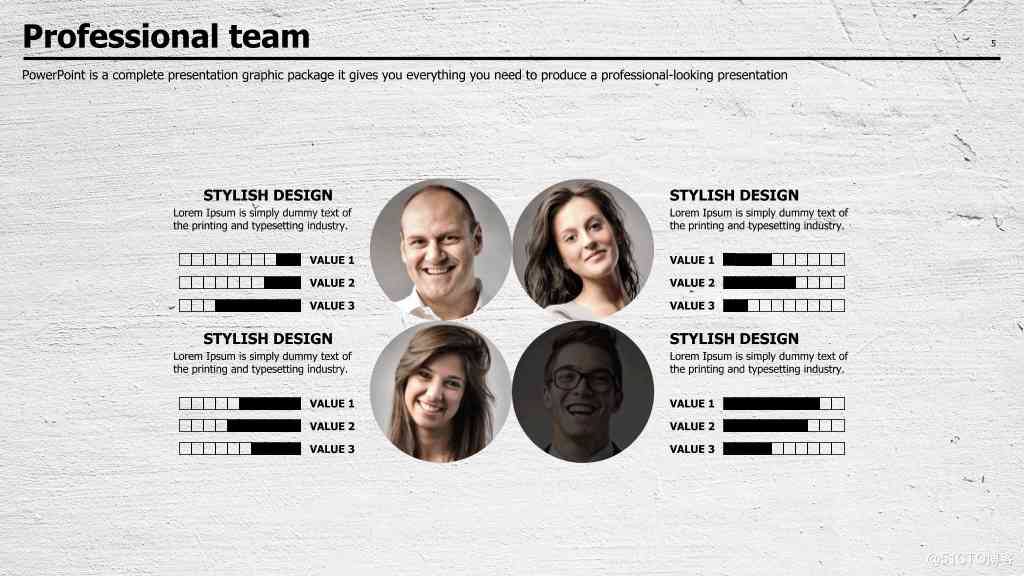 Professional team
5
PowerPoint is a complete presentation graphic package it gives you everything you need to produce a professional-looking presentation
STYLISH DESIGN
Lorem Ipsum is simply dummy text of
the printing and typesetting industry.
VALUE 1
VALUE 2
VALUE 3
STYLISH DESIGN
Lorem Ipsum is simply dummy text of
the printing and typesetting industry.
VALUE 1
VALUE 2
VALUE 3
STYLISH DESIGN
Lorem Ipsum is simply dummy text of
the printing and typesetting industry.
VALUE 1
VALUE 2
VALUE 3
STYLISH DESIGN
Lorem Ipsum is simply dummy text of
the printing and typesetting industry.
VALUE 1
VALUE 2
VALUE 3
@51CTO博客